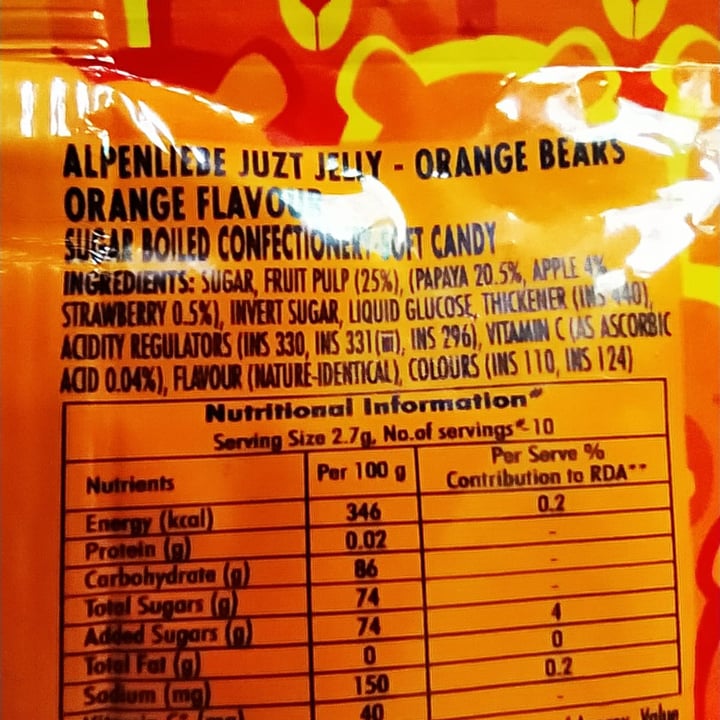 ALPENLIEBE JUZT JELLY - ORANGE BEARS
ORANGE FLAVOUR
SUGAR BOILED CONFECTIONERY SOFT CANDY
INGREDIENTS: SUGAR, FRUIT PULP (25%), (PAPAYA 20.5%, APPLE 4%
STRAWBERRY 0.5%), INVERT SUGAR, LIQUID GLUCOSE, THICKENER (INS 440),
ACIDITY REGULATORS (INS 330, INS 331(iii), INS 296), VITAMIN C (AS ASCORBIC
ACID 0.04%), FLAVOUR (NATURE-IDENTICAL), COLOURS (INS 110, INS 124)
Nutritional Information#
Serving Size 2.7g, No.of servings*-10
Nutrients Per 100 g Per Serve % Contribution to RDA**
Energy (kcal) 346 0.2
Protein (g) 0.02 -
Carbohydrate (g) 86 -
Total Sugars (g) 74 -
Added Sugars (g) 74 4
Total Fat (g) 0 0
Sodium (mg) 150 0.2
40 -
Value